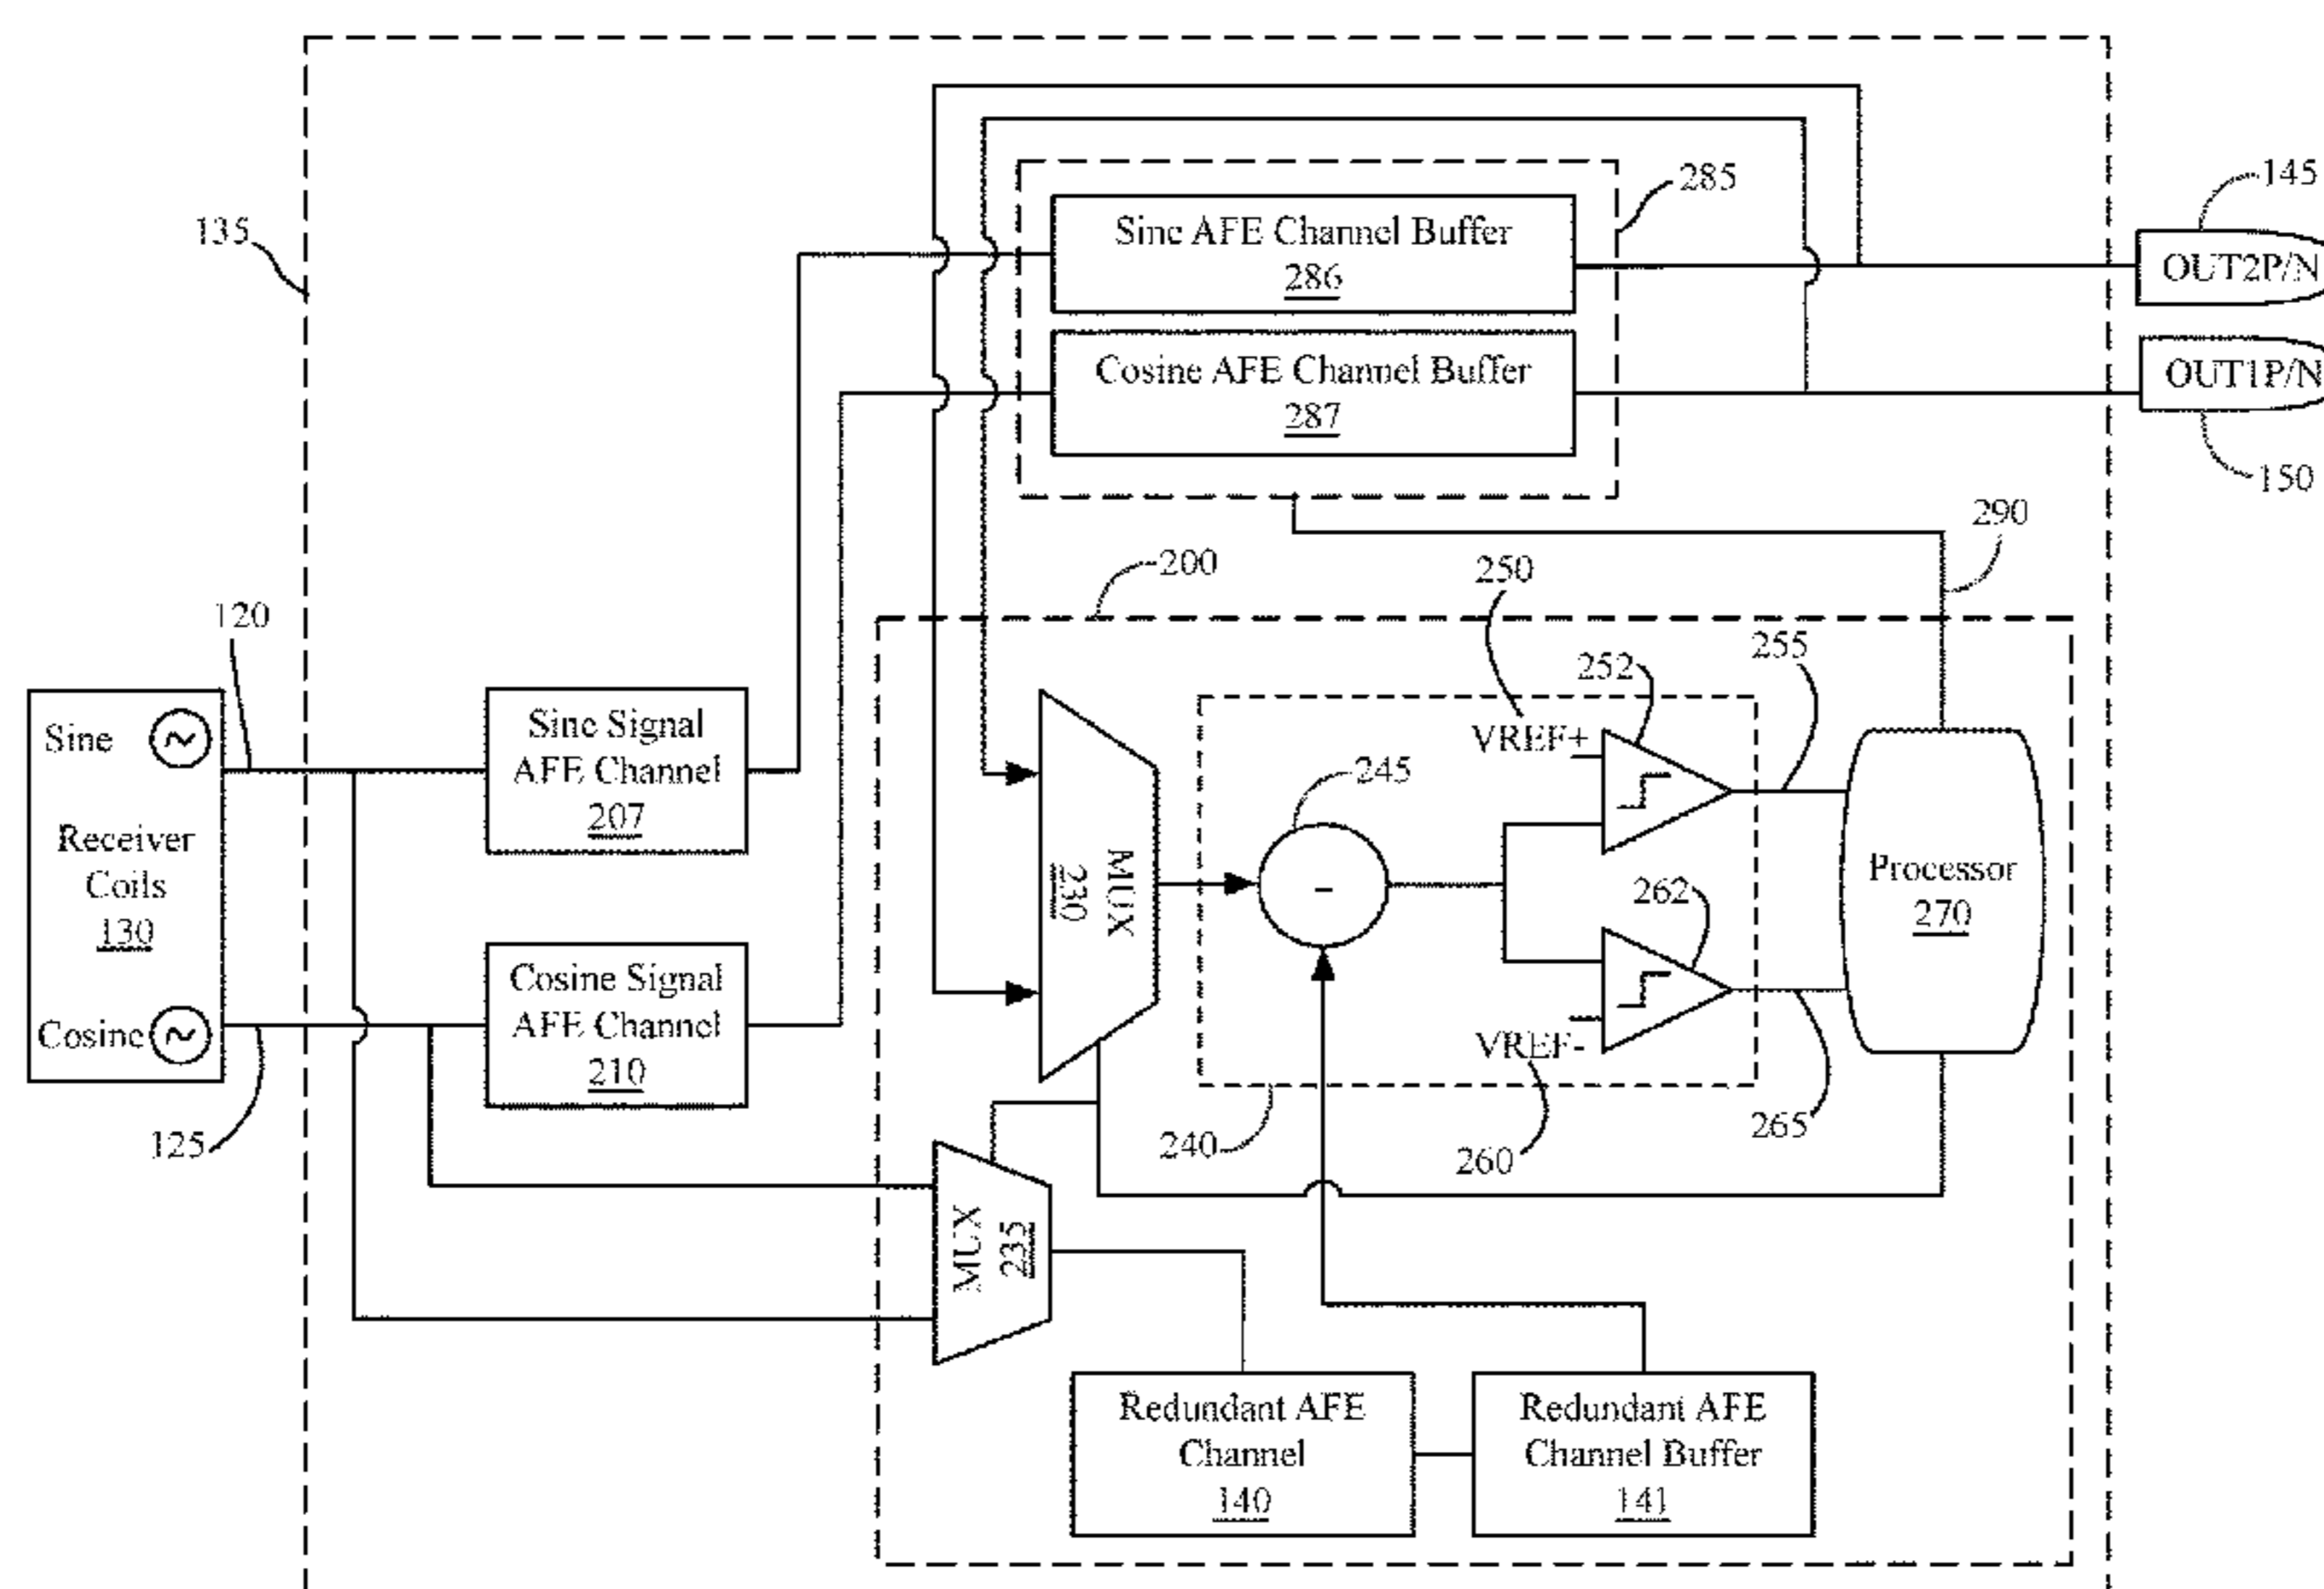 135
285
145
Sine AFE Channel Buffer
286
OUT2P/N
Cosine AFE Channel Buffer
287
OUT1P/N
150
290
200
250
120
255
252
Sine
Sine Signal
AFE Channel
207
VREF+
245
Receiver
Coils
130
MUX
230
-
Processor
270
262
Cosine
Cosine Signal
AFE Channel
210
VREF-
125
240
260
265
MUX
235
Redundant AFE
Channel
140
Redundant AFE
Channel Buffer
141